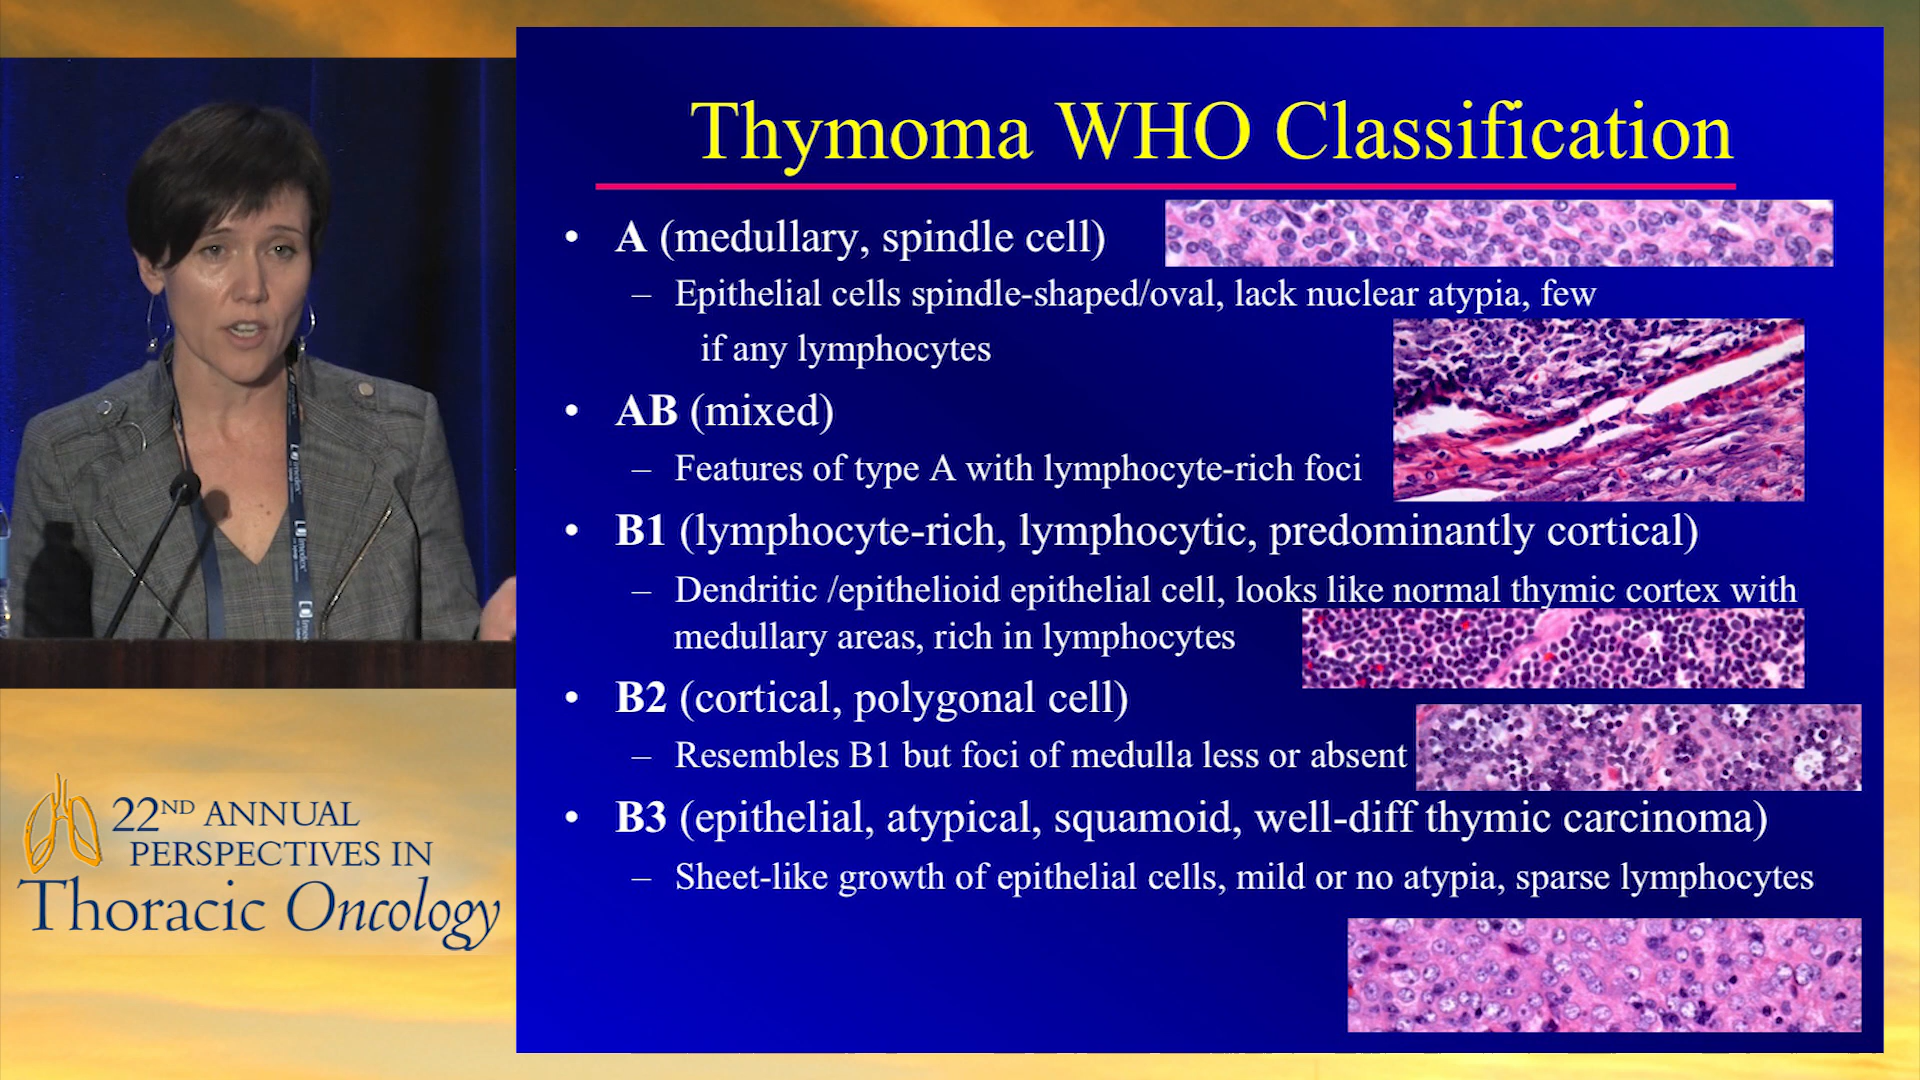 Thymoma WHO Classification
• A (medullary, spindle cell)
– Epithelial cells spindle-shaped/oval, lack nuclear atypia, few
if any lymphocytes
• AB (mixed)
– Features of type A with lymphocyte-rich foci
• B1 (lymphocyte-rich, lymphocytic, predominantly cortical)
– Dendritic /epithelioid epithelial cell, looks like normal thymic cortex with
medullary areas, rich in lymphocytes
• B2 (cortical, polygonal cell)
– Resembles B1 but foci of medulla less or absent
• B3 (epithelial, atypical, squamoid, well-diff thymic carcinoma)
– Sheet-like growth of epithelial cells, mild or no atypia, sparse lymphocytes
imedex
imedex
22ND ANNUAL
PERSPECTIVES IN
Thoracic Oncology